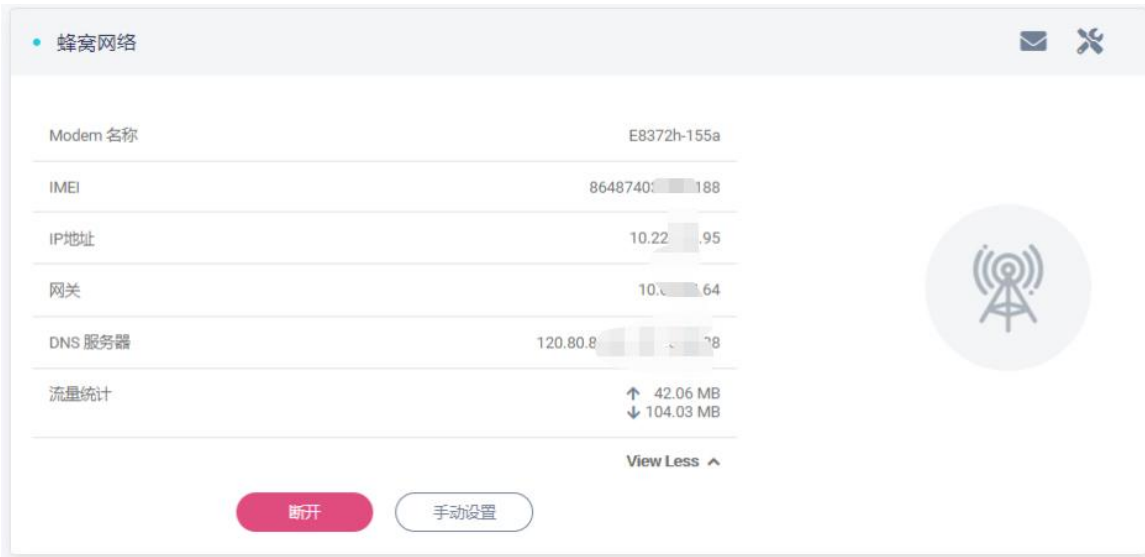 蜂窝网络
Modem 名称 E8372h-155a
IMEI 8648740 188
IP地址 10.22 .95
网关 10. 64
DNS 服务器 120.80.8 8
流量统计 ↑ 42.06 MB
↓ 104.03 MB
View Less
断开 手动设置